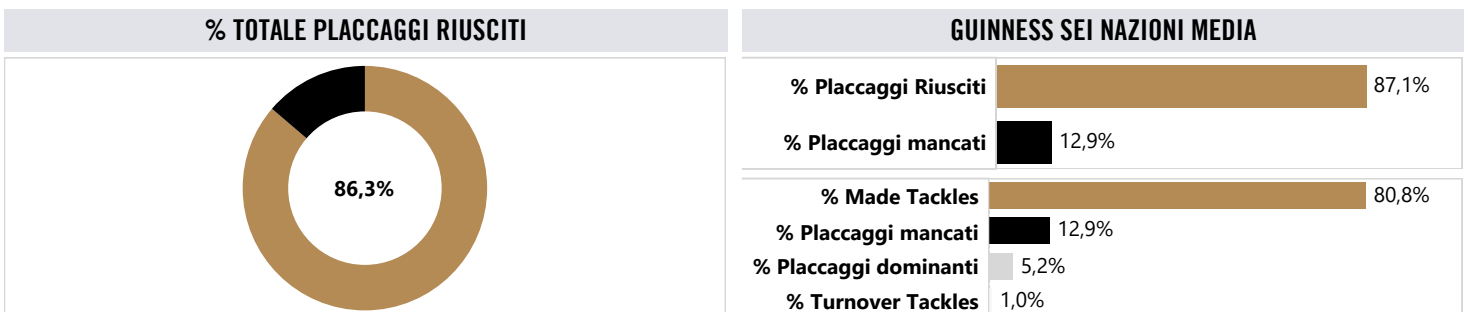 % TOTALE PLACCAGGI RIUSCITI
86,3%
GUINNESS SEI NAZIONI MEDIA
% Placcaggi Riusciti 87,1%
% Placcaggi mancati 12,9%
% Made Tackles 80,8%
% Placcaggi mancati 12,9%
% Placcaggi dominanti 5,2%
% Turnover Tackles 1,0%